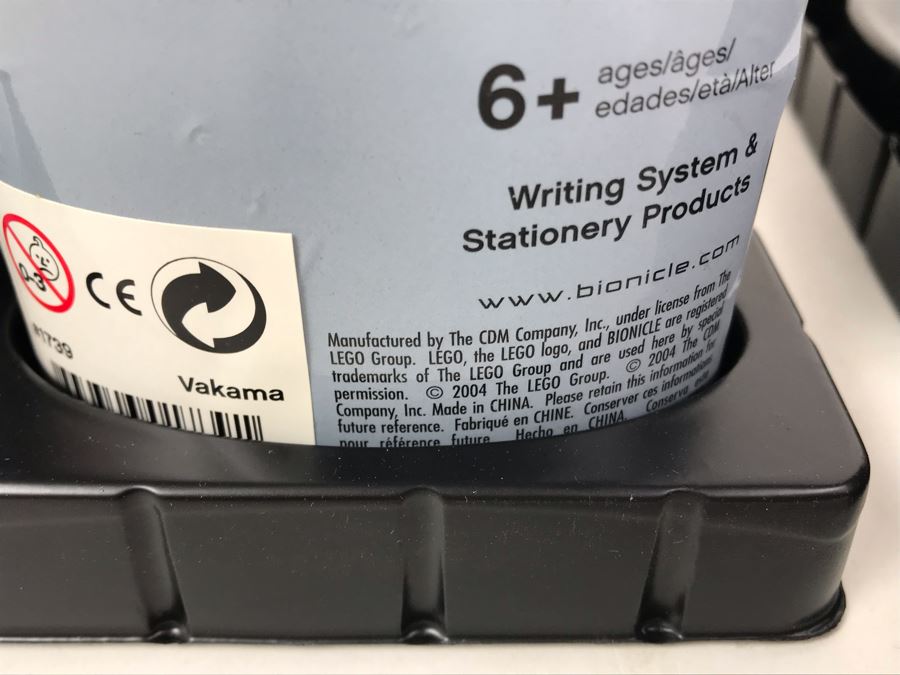 6+ ages/âges/
edades/età/Alter
Writing System &
Stationery Products
www.bionicle.com
0-3
CE
#1739
Vakama
Manufactured by The CDM Company, Inc., under license from The
LEGO Group. LEGO, the LEGO logo, and BIONICLE are registered
trademarks of The LEGO Group and are used here by special
permission. © 2004 The LEGO Group. © 2004 The CDM
Company, Inc. Made in CHINA. Please retain this information for
future reference. Fabriqué en CHINE. Conserver ces informations
pour référence future. Hecho en CHINA. Conserve